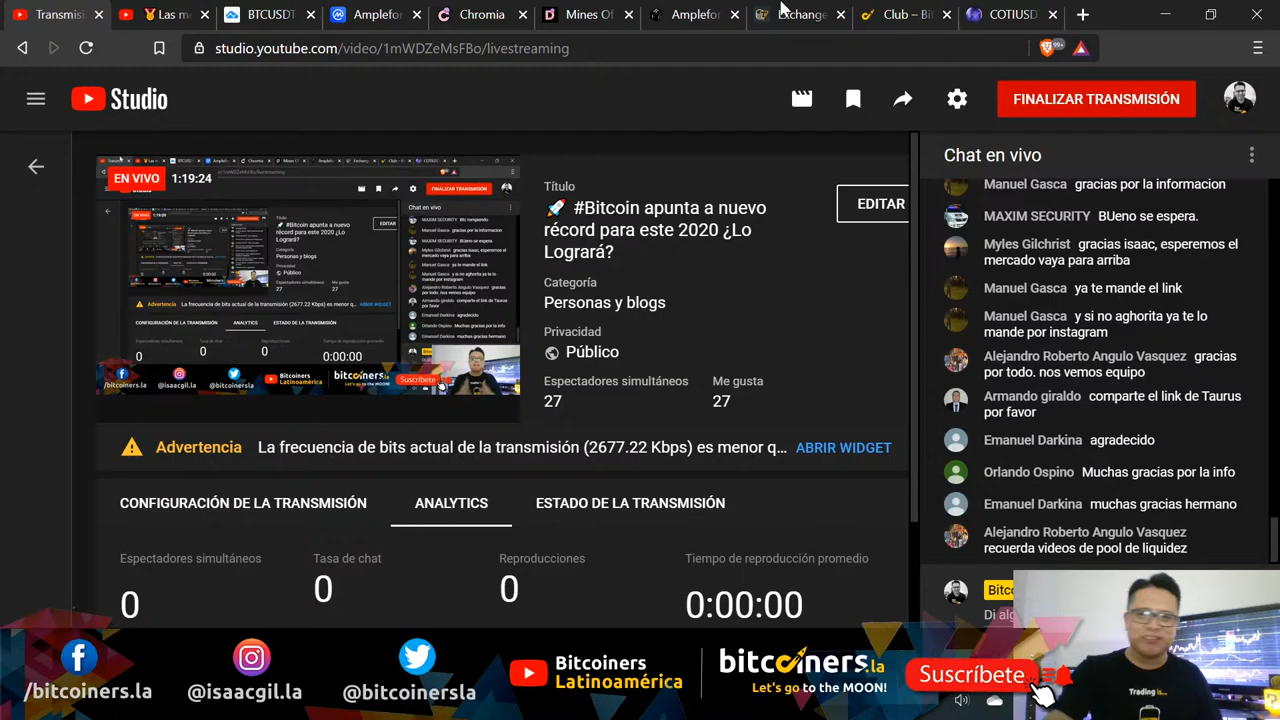 Transmisi
Las me
BTCUSDT
Amplefo
Chromia
Mines Of
Amplefo
Exchange
Club – Bi
COTIUSD
studio.youtube.com/video/1mWDZeMsFBo/livestreaming
99+
Studio
FINALIZAR TRANSMISIÓN
EN VIVO 1:19:24
Título
🚀 #Bitcoin apunta a nuevo
récord para este 2020 ¿Lo
Logrará?
EDITAR
Categoría
Personas y blogs
Privacidad
Público
Espectadores simultáneos
27
Me gusta
27
Advertencia La frecuencia de bits actual de la transmisión (2677.22 Kbps) es menor q... ABRIR WIDGET
CONFIGURACIÓN DE LA TRANSMISIÓN
ANALYTICS
ESTADO DE LA TRANSMISIÓN
Espectadores simultáneos
0
Tasa de chat
0
Reproducciones
0
Tiempo de reproducción promedio
0:00:00
Chat en vivo
Manuel Gasca gracias por la informacion
MAXIM SECURITY BUeno se espera.
Myles Gilchrist gracias isaac, esperemos el
mercado vaya para arriba
Manuel Gasca ya te mande el link
Manuel Gasca y si no aghorita ya te lo
mande por instagram
Alejandro Roberto Angulo Vasquez gracias
por todo. nos vemos equipo
Armando giraldo comparte el link de Taurus
por favor
Emanuel Darkina agradecido
Orlando Ospino Muchas gracias por la info
Emanuel Darkina muchas gracias hermano
Alejandro Roberto Angulo Vasquez
recuerda videos de pool de liquidez
Bitco
Di alg
Trading is...
/bitcoiners.la
@isaacgil.la
@bitcoinersla
Bitcoiners
Latinoamérica
bitcoiners.la
Let's go to the MOON!
Suscríbete